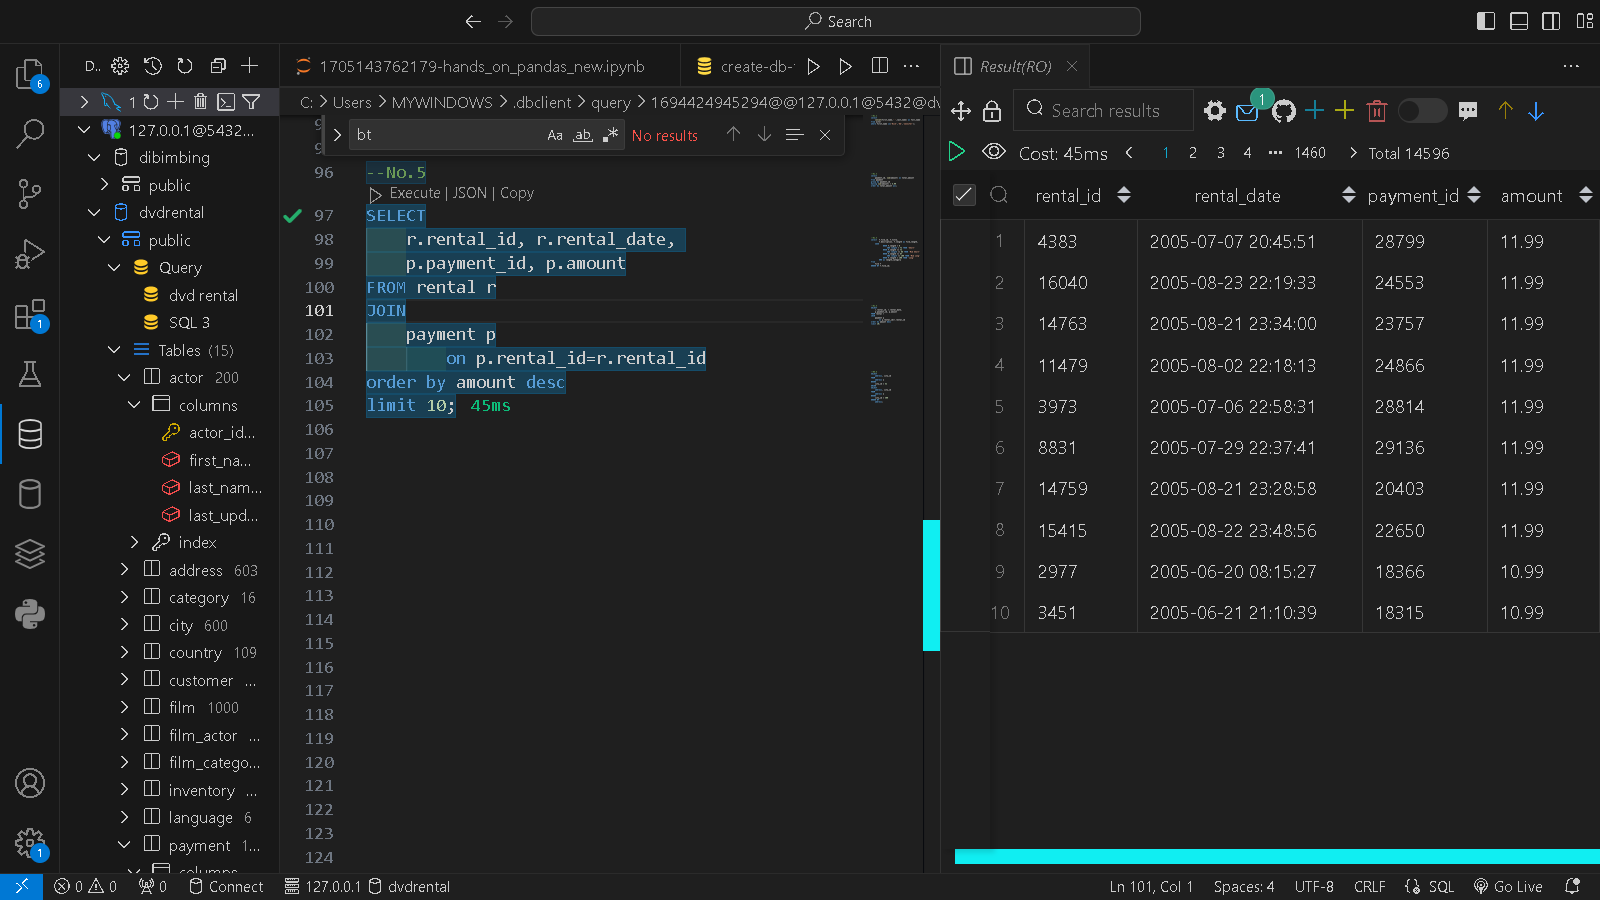 Search
D..
1
127.0.0.1@5432...
dibimbing
public
dvdrental
public
Query
dvd rental
SQL 3
Tables (15)
actor 200
columns
actor_id...
first_na...
last_nam...
last_upd...
index
address 603
category 16
city 600
country 109
customer ...
film 1000
film_actor ...
film_catego...
inventory ...
language 6
payment 1...
columns
6
1
1
1705143762179-hands_on_pandas_new.ipynb
create-db-
C: > Users > MYWINDOWS > .dbclient > query > 1694424945294@@127.0.0.1@5432@dv
bt
Aa ab
No results
96 --No.5
Execute | JSON | Copy
97 SELECT
98 r.rental_id, r.rental_date,
99 p.payment_id, p.amount
100 FROM rental r
101 JOIN
102 payment p
103 on p.rental_id=r.rental_id
104 order by amount desc
105 limit 10; 45ms
106
107
108
109
110
111
112
113
114
115
116
117
118
119
120
121
122
123
124
Result(RO)
Search results
1
Cost: 45ms < 1 2 3 4 ... 1460 > Total 14596
rental_id rental_date payment_id amount
1 4383 2005-07-07 20:45:51 28799 11.99
2 16040 2005-08-23 22:19:33 24553 11.99
3 14763 2005-08-21 23:34:00 23757 11.99
4 11479 2005-08-02 22:18:13 24866 11.99
5 3973 2005-07-06 22:58:31 28814 11.99
6 8831 2005-07-29 22:37:41 29136 11.99
7 14759 2005-08-21 23:28:58 20403 11.99
8 15415 2005-08-22 23:48:56 22650 11.99
9 2977 2005-06-20 08:15:27 18366 10.99
10 3451 2005-06-21 21:10:39 18315 10.99
0 0 0 Connect 127.0.0.1 dvdrental
Ln 101, Col 1 Spaces: 4 UTF-8 CRLF SQL Go Live